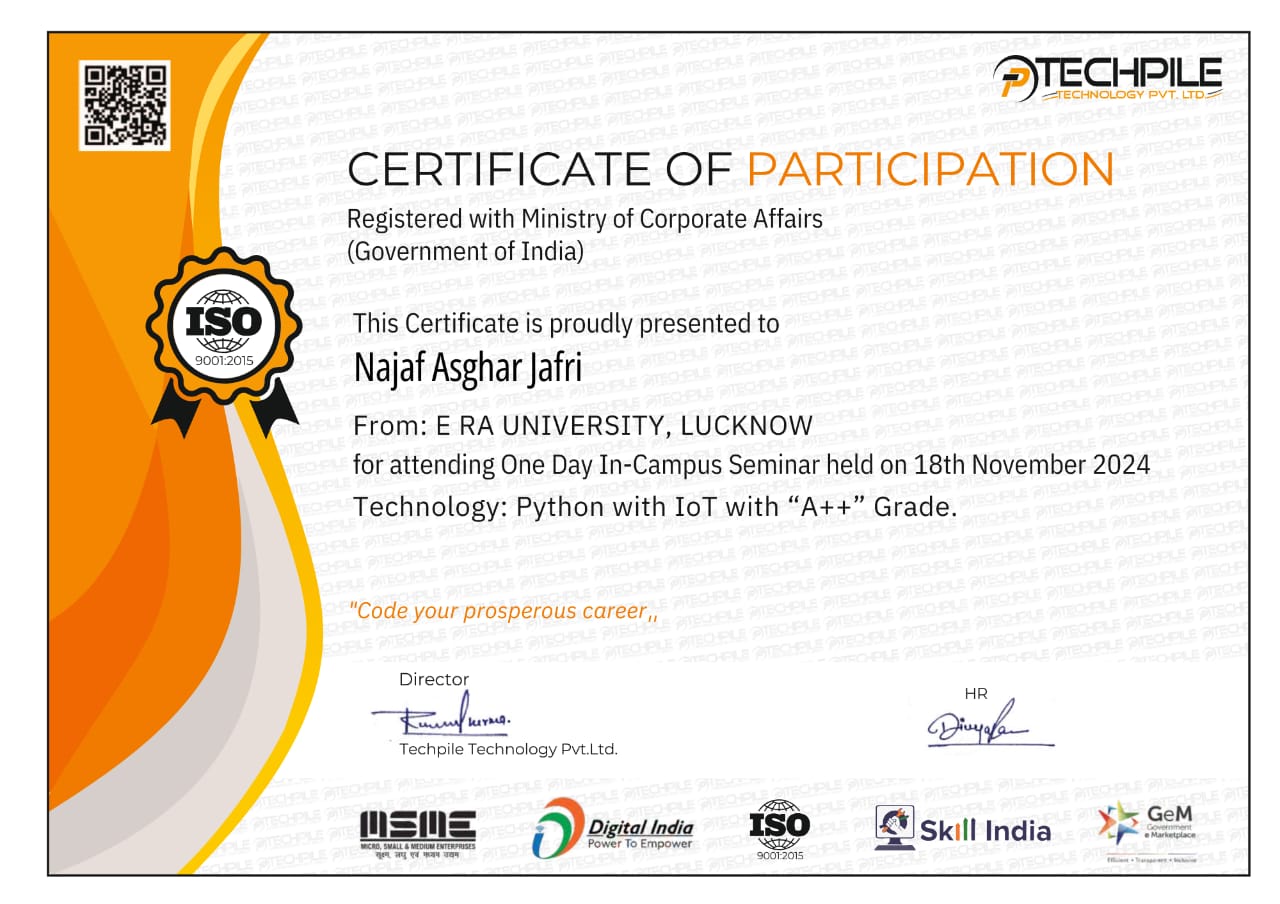 TECHPILE
TECHNOLOGY PVT. LTD.
CERTIFICATE OF PARTICIPATION
Registered with Ministry of Corporate Affairs
(Government of India)
ISO
9001:2015
This Certificate is proudly presented to
Najaf Asghar Jafri
From: E RA UNIVERSITY, LUCKNOW
for attending One Day In-Campus Seminar held on 18th November 2024
Technology: Python with IoT with “A++” Grade.
"Code your prosperous career,,
Director
HR
Techpile Technology Pvt.Ltd.
MSME
MICRO, SMALL & MEDIUM ENTERPRISES
सूक्ष्म, लघु एवं मध्यम उद्यम
Digital India
Power To Empower
ISO
9001:2015
Skill India
GeM
Government
e Marketplace
Efficient • Transparent • Inclusive